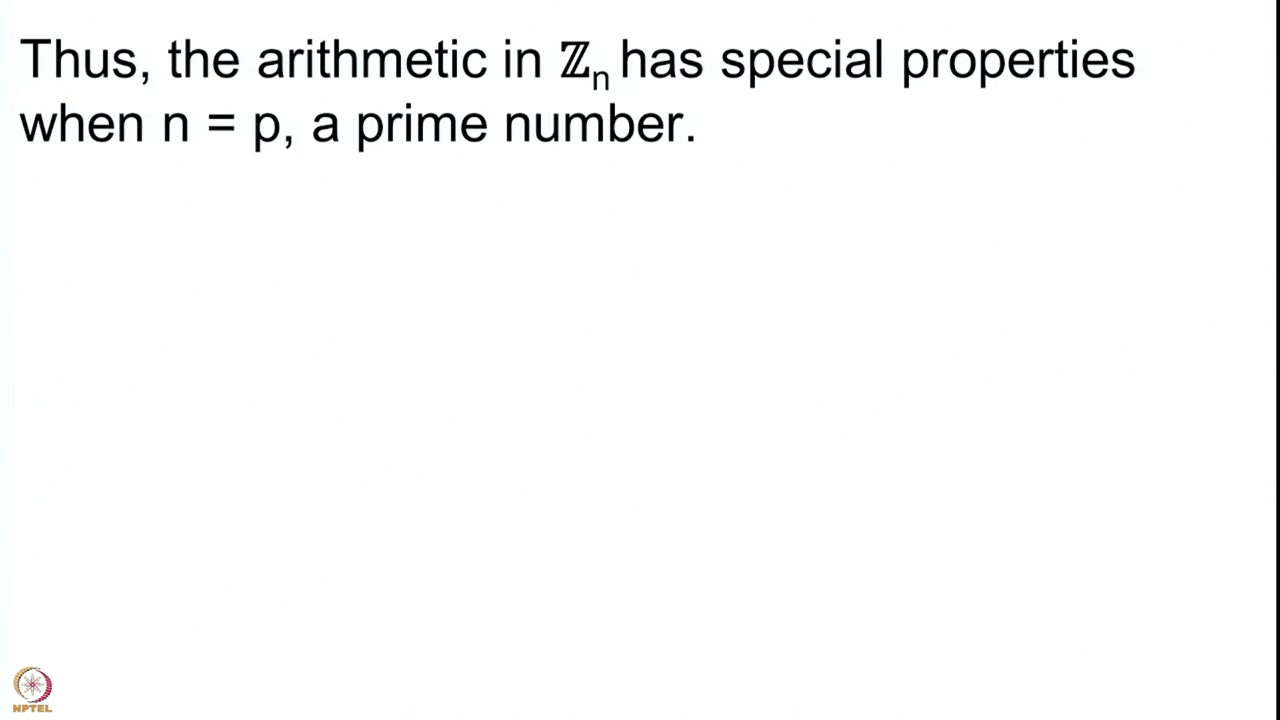 Thus, the arithmetic in ℤₙ has special properties
when n = p, a prime number.
NPTEL